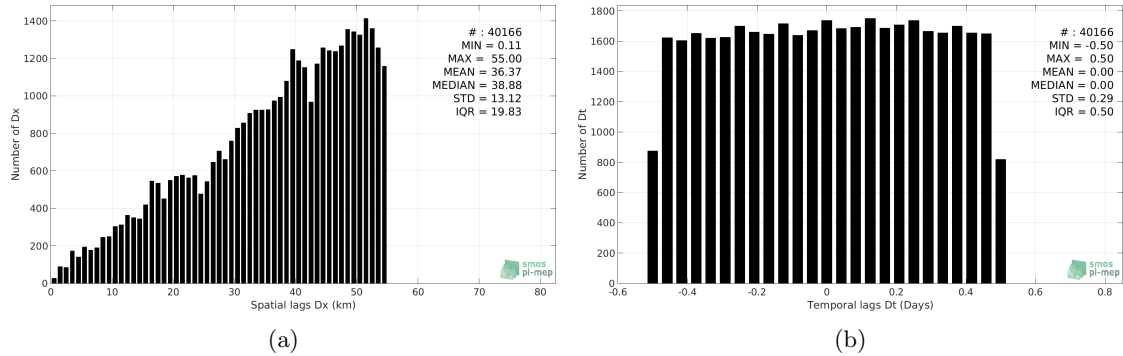 1400
1200
1000
800
600
400
200
0
Number of Dx
0 10 20 30 40 50 60 70 80
Spatial lags Dx (km)
# : 40166
MIN = 0.11
MAX = 55.00
MEAN = 36.37
MEDIAN = 38.88
STD = 13.12
IQR = 19.83
smos
pi-mep
(a)
1800
1600
1400
1200
1000
800
600
400
200
0
Number of Dt
-0.6 -0.4 -0.2 0 0.2 0.4 0.6 0.8
Temporal lags Dt (Days)
# : 40166
MIN = -0.50
MAX = 0.50
MEAN = 0.00
MEDIAN = 0.00
STD = 0.29
IQR = 0.50
smos
pi-mep
(b)